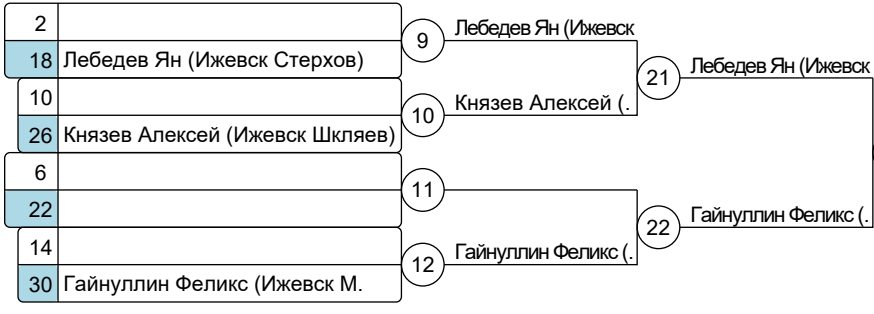 2
9
Лебедев Ян (Ижевск
18 Лебедев Ян (Ижевск Стерхов)
21
Лебедев Ян (Ижевск
10
10
Князев Алексей (.
26 Князев Алексей (Ижевск Шкляев)
6
11
22
22
Гайнуллин Феликс (.
14
12
Гайнуллин Феликс (.
30 Гайнуллин Феликс (Ижевск М.